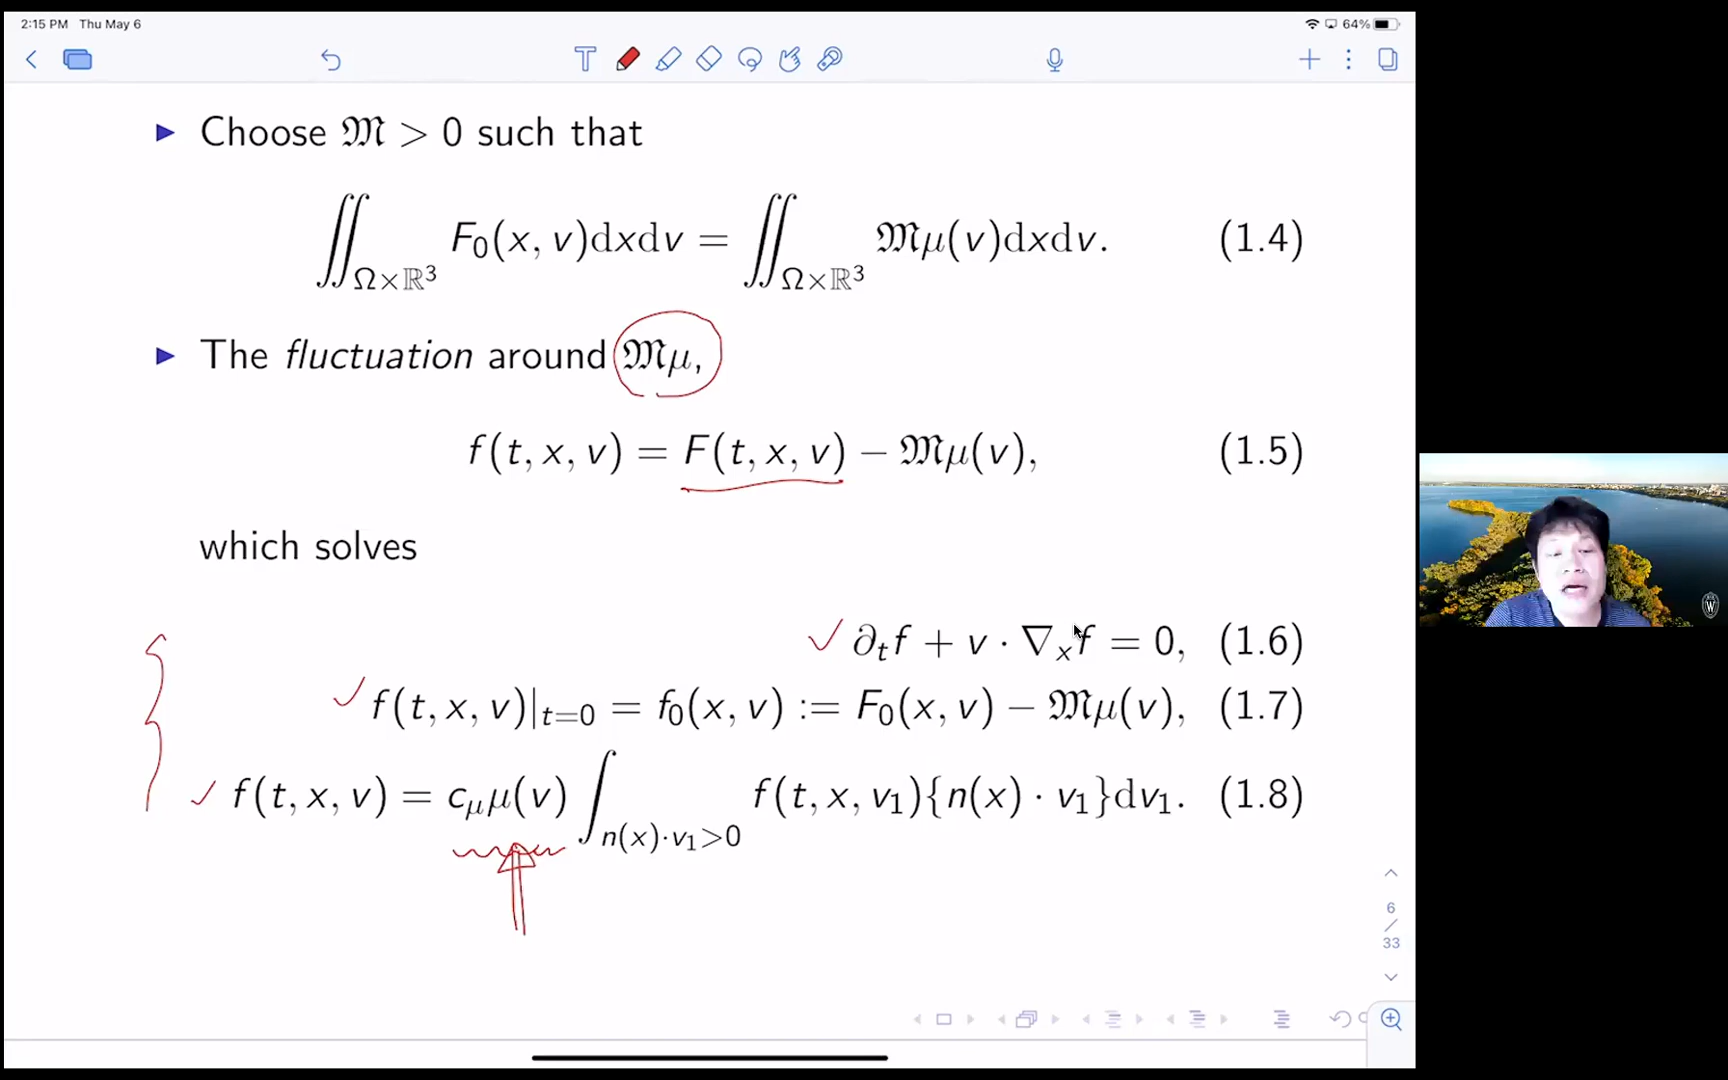 2:15 PM Thu May 6
64%
▶ Choose 𝔐 > 0 such that
∬_{Ω×ℝ³} F₀(x, v)dxdv = ∬_{Ω×ℝ³} 𝔐μ(v)dxdv. (1.4)
▶ The fluctuation around 𝔐μ,
f(t, x, v) = F(t, x, v) − 𝔐μ(v), (1.5)
which solves
∂ₜf + v · ∇ₓf = 0, (1.6)
f(t, x, v)|ₜ₌₀ = f₀(x, v) := F₀(x, v) − 𝔐μ(v), (1.7)
f(t, x, v) = c_μ μ(v) ∫_{n(x)·v₁>0} f(t, x, v₁){n(x) · v₁}dv₁. (1.8)
6
/
33
W